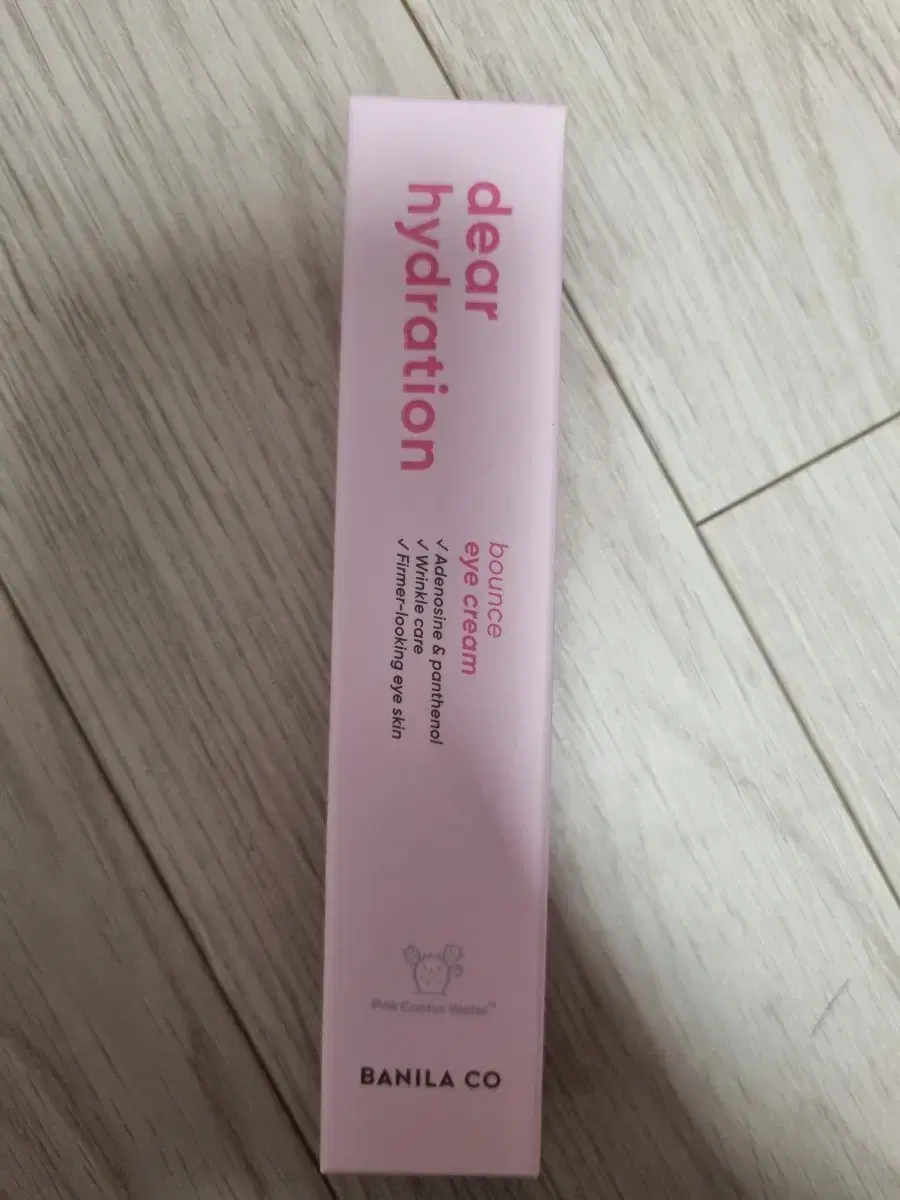 dear
hydration
bounce
eye cream
✓ Adenosine & panthenol
✓ Wrinkle care
✓ Firmer-looking eye skin
Pink Cactus Water™
BANILA CO